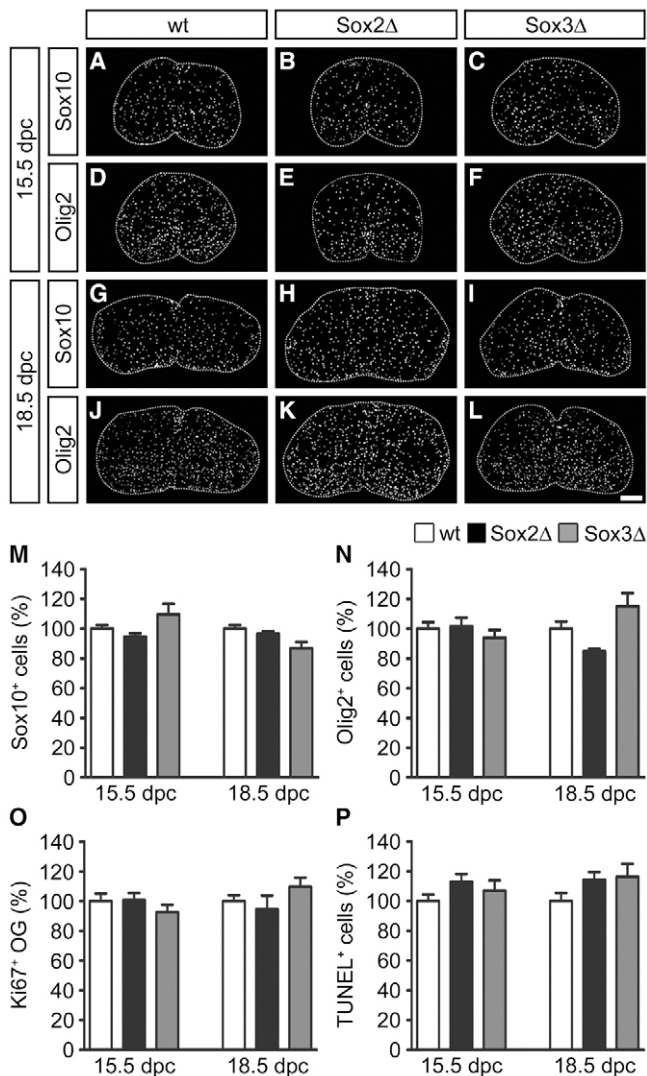 wt Sox2Δ Sox3Δ
15.5 dpc
Sox10
A B C
Olig2
D E F
18.5 dpc
Sox10
G H I
Olig2
J K L
wt Sox2Δ Sox3Δ
M
Sox10⁺ cells (%)
140
120
100
80
60
40
20
0
15.5 dpc 18.5 dpc
N
Olig2⁺ cells (%)
140
120
100
80
60
40
20
0
15.5 dpc 18.5 dpc
O
Ki67⁺ OG (%)
140
120
100
80
60
40
20
0
15.5 dpc 18.5 dpc
P
TUNEL⁺ cells (%)
140
120
100
80
60
40
20
0
15.5 dpc 18.5 dpc